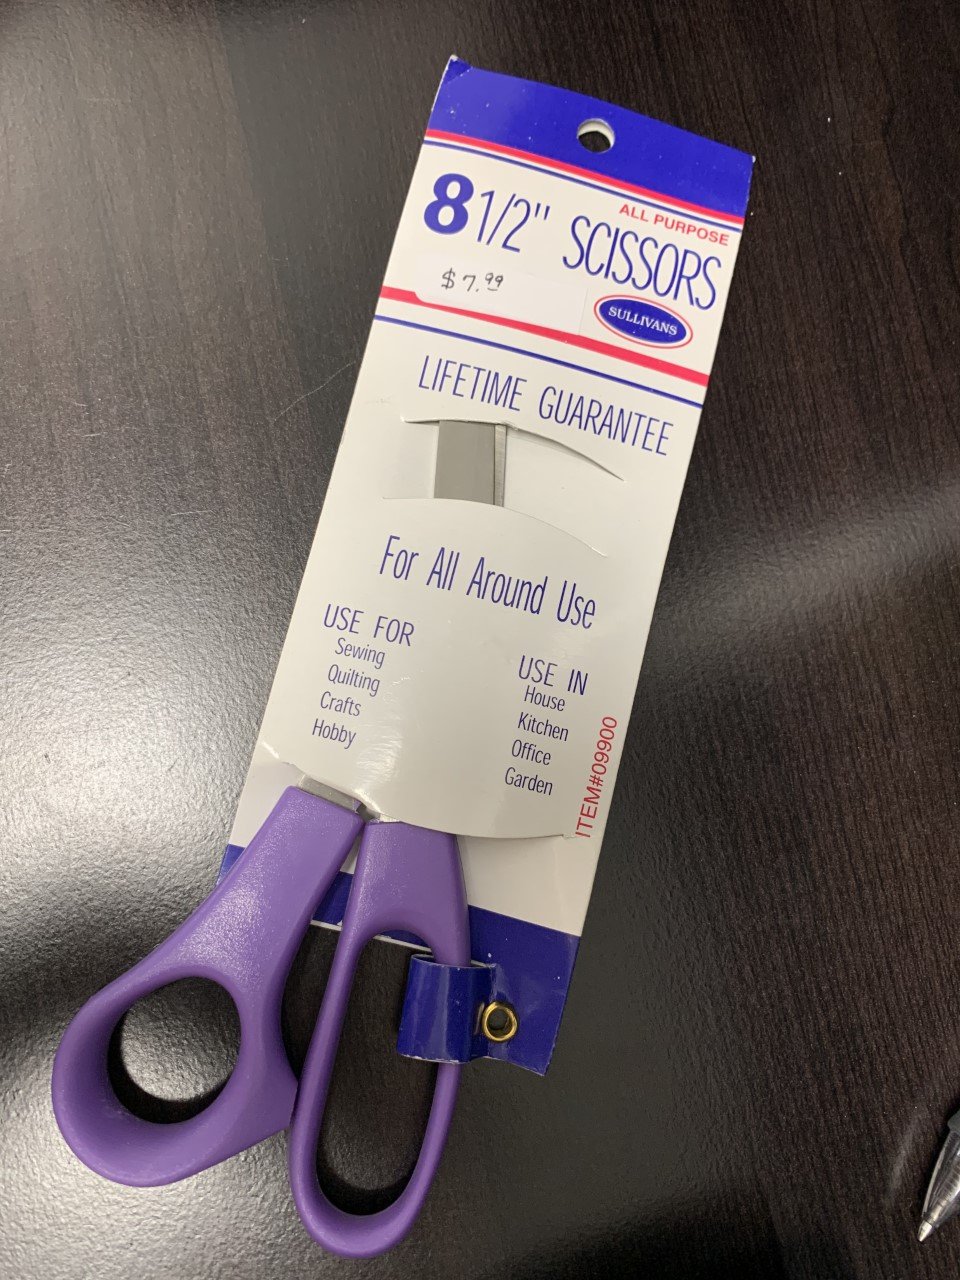 ALL PURPOSE
8 1/2" SCISSORS
$7.99
SULLIVANS
LIFETIME GUARANTEE
For All Around Use
USE FOR
Sewing
Quilting
Crafts
Hobby
USE IN
House
Kitchen
Office
Garden
ITEM#09900